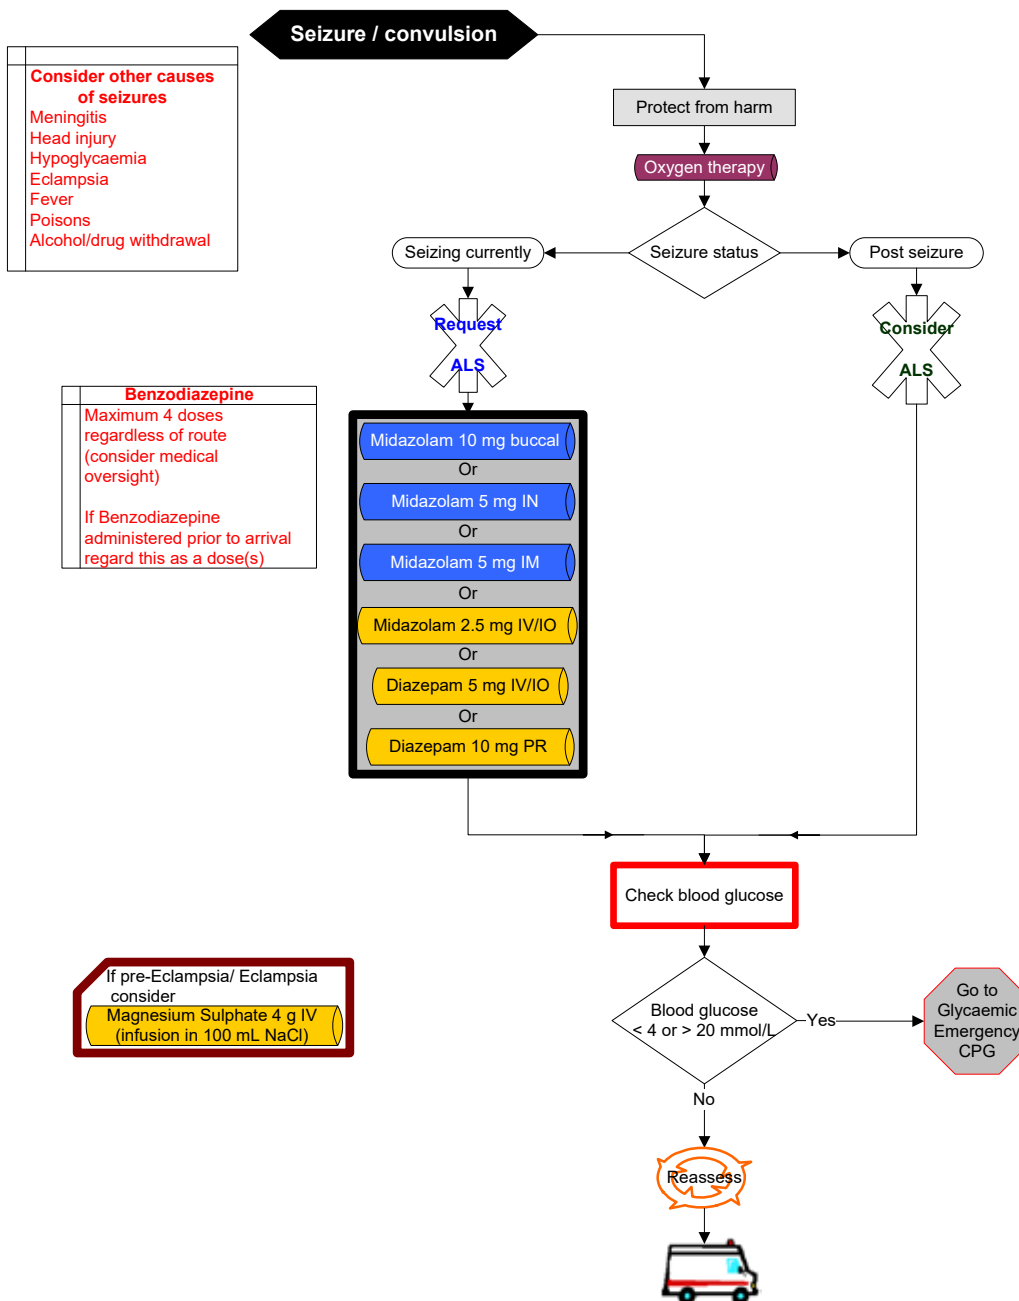 Seizure / convulsion
Consider other causes
of seizures
Meningitis
Head injury
Hypoglycaemia
Eclampsia
Fever
Poisons
Alcohol/drug withdrawal
Protect from harm
Oxygen therapy
Seizing currently
Seizure status
Post seizure
Request
ALS
Consider
ALS
Benzodiazepine
Maximum 4 doses
regardless of route
(consider medical
oversight)
If Benzodiazepine
administered prior to arrival
regard this as a dose(s)
Midazolam 10 mg buccal
Or
Midazolam 5 mg IN
Or
Midazolam 5 mg IM
Or
Midazolam 2.5 mg IV/IO
Or
Diazepam 5 mg IV/IO
Or
Diazepam 10 mg PR
Check blood glucose
If pre-Eclampsia/ Eclampsia
consider
Magnesium Sulphate 4 g IV
(infusion in 100 mL NaCl)
Blood glucose
< 4 or > 20 mmol/L
Yes
Go to
Glycaemic
Emergency
CPG
No
Reassess